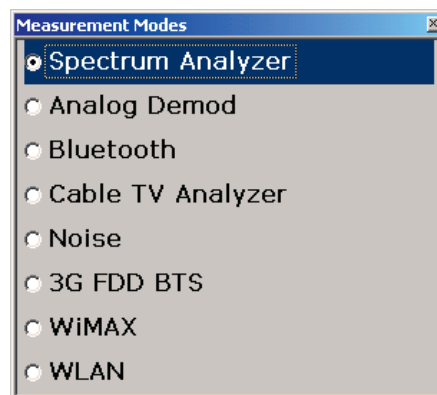 Measurement Modes
Spectrum Analyzer
Analog Demod
Bluetooth
Cable TV Analyzer
Noise
3G FDD BTS
WiMAX
WLAN